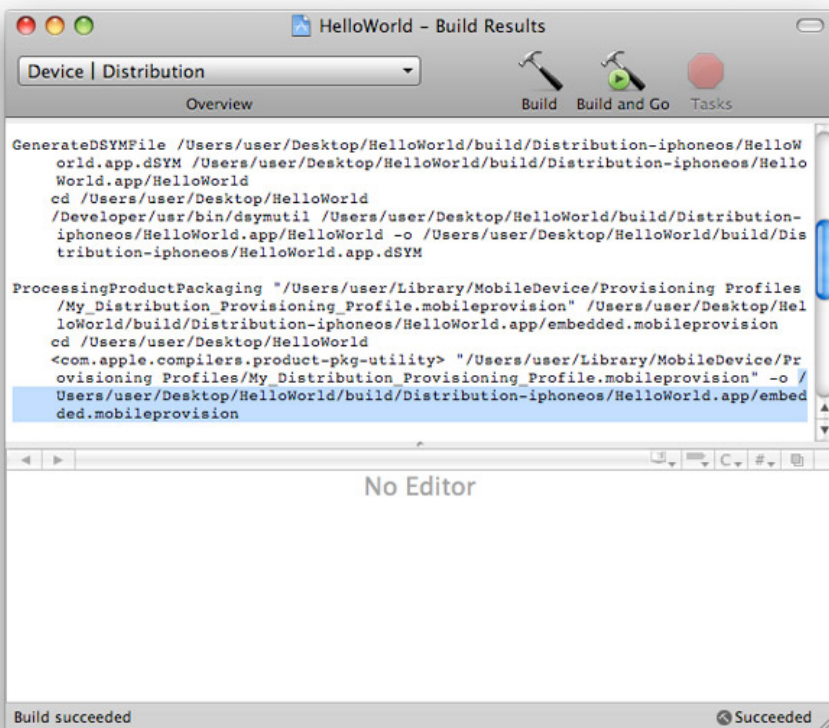 HelloWorld – Build Results
Device | Distribution
Overview
Build
Build and Go
Tasks
GenerateDSYMFile /Users/user/Desktop/HelloWorld/build/Distribution-iphoneos/HelloW
orld.app.dSYM /Users/user/Desktop/HelloWorld/build/Distribution-iphoneos/Hello
World.app/HelloWorld
cd /Users/user/Desktop/HelloWorld
/Developer/usr/bin/dsymutil /Users/user/Desktop/HelloWorld/build/Distribution-
iphoneos/HelloWorld.app/HelloWorld -o /Users/user/Desktop/HelloWorld/build/Dis
tribution-iphoneos/HelloWorld.app.dSYM
ProcessingProductPackaging "/Users/user/Library/MobileDevice/Provisioning Profiles
/My_Distribution_Provisioning_Profile.mobileprovision" /Users/user/Desktop/Hel
loWorld/build/Distribution-iphoneos/HelloWorld.app/embedded.mobileprovision
cd /Users/user/Desktop/HelloWorld
<com.apple.compilers.product-pkg-utility> "/Users/user/Library/MobileDevice/Pr
ovisioning Profiles/My_Distribution_Provisioning_Profile.mobileprovision" -o /
Users/user/Desktop/HelloWorld/build/Distribution-iphoneos/HelloWorld.app/embed
ded.mobileprovision
C #
No Editor
Build succeeded
Succeeded